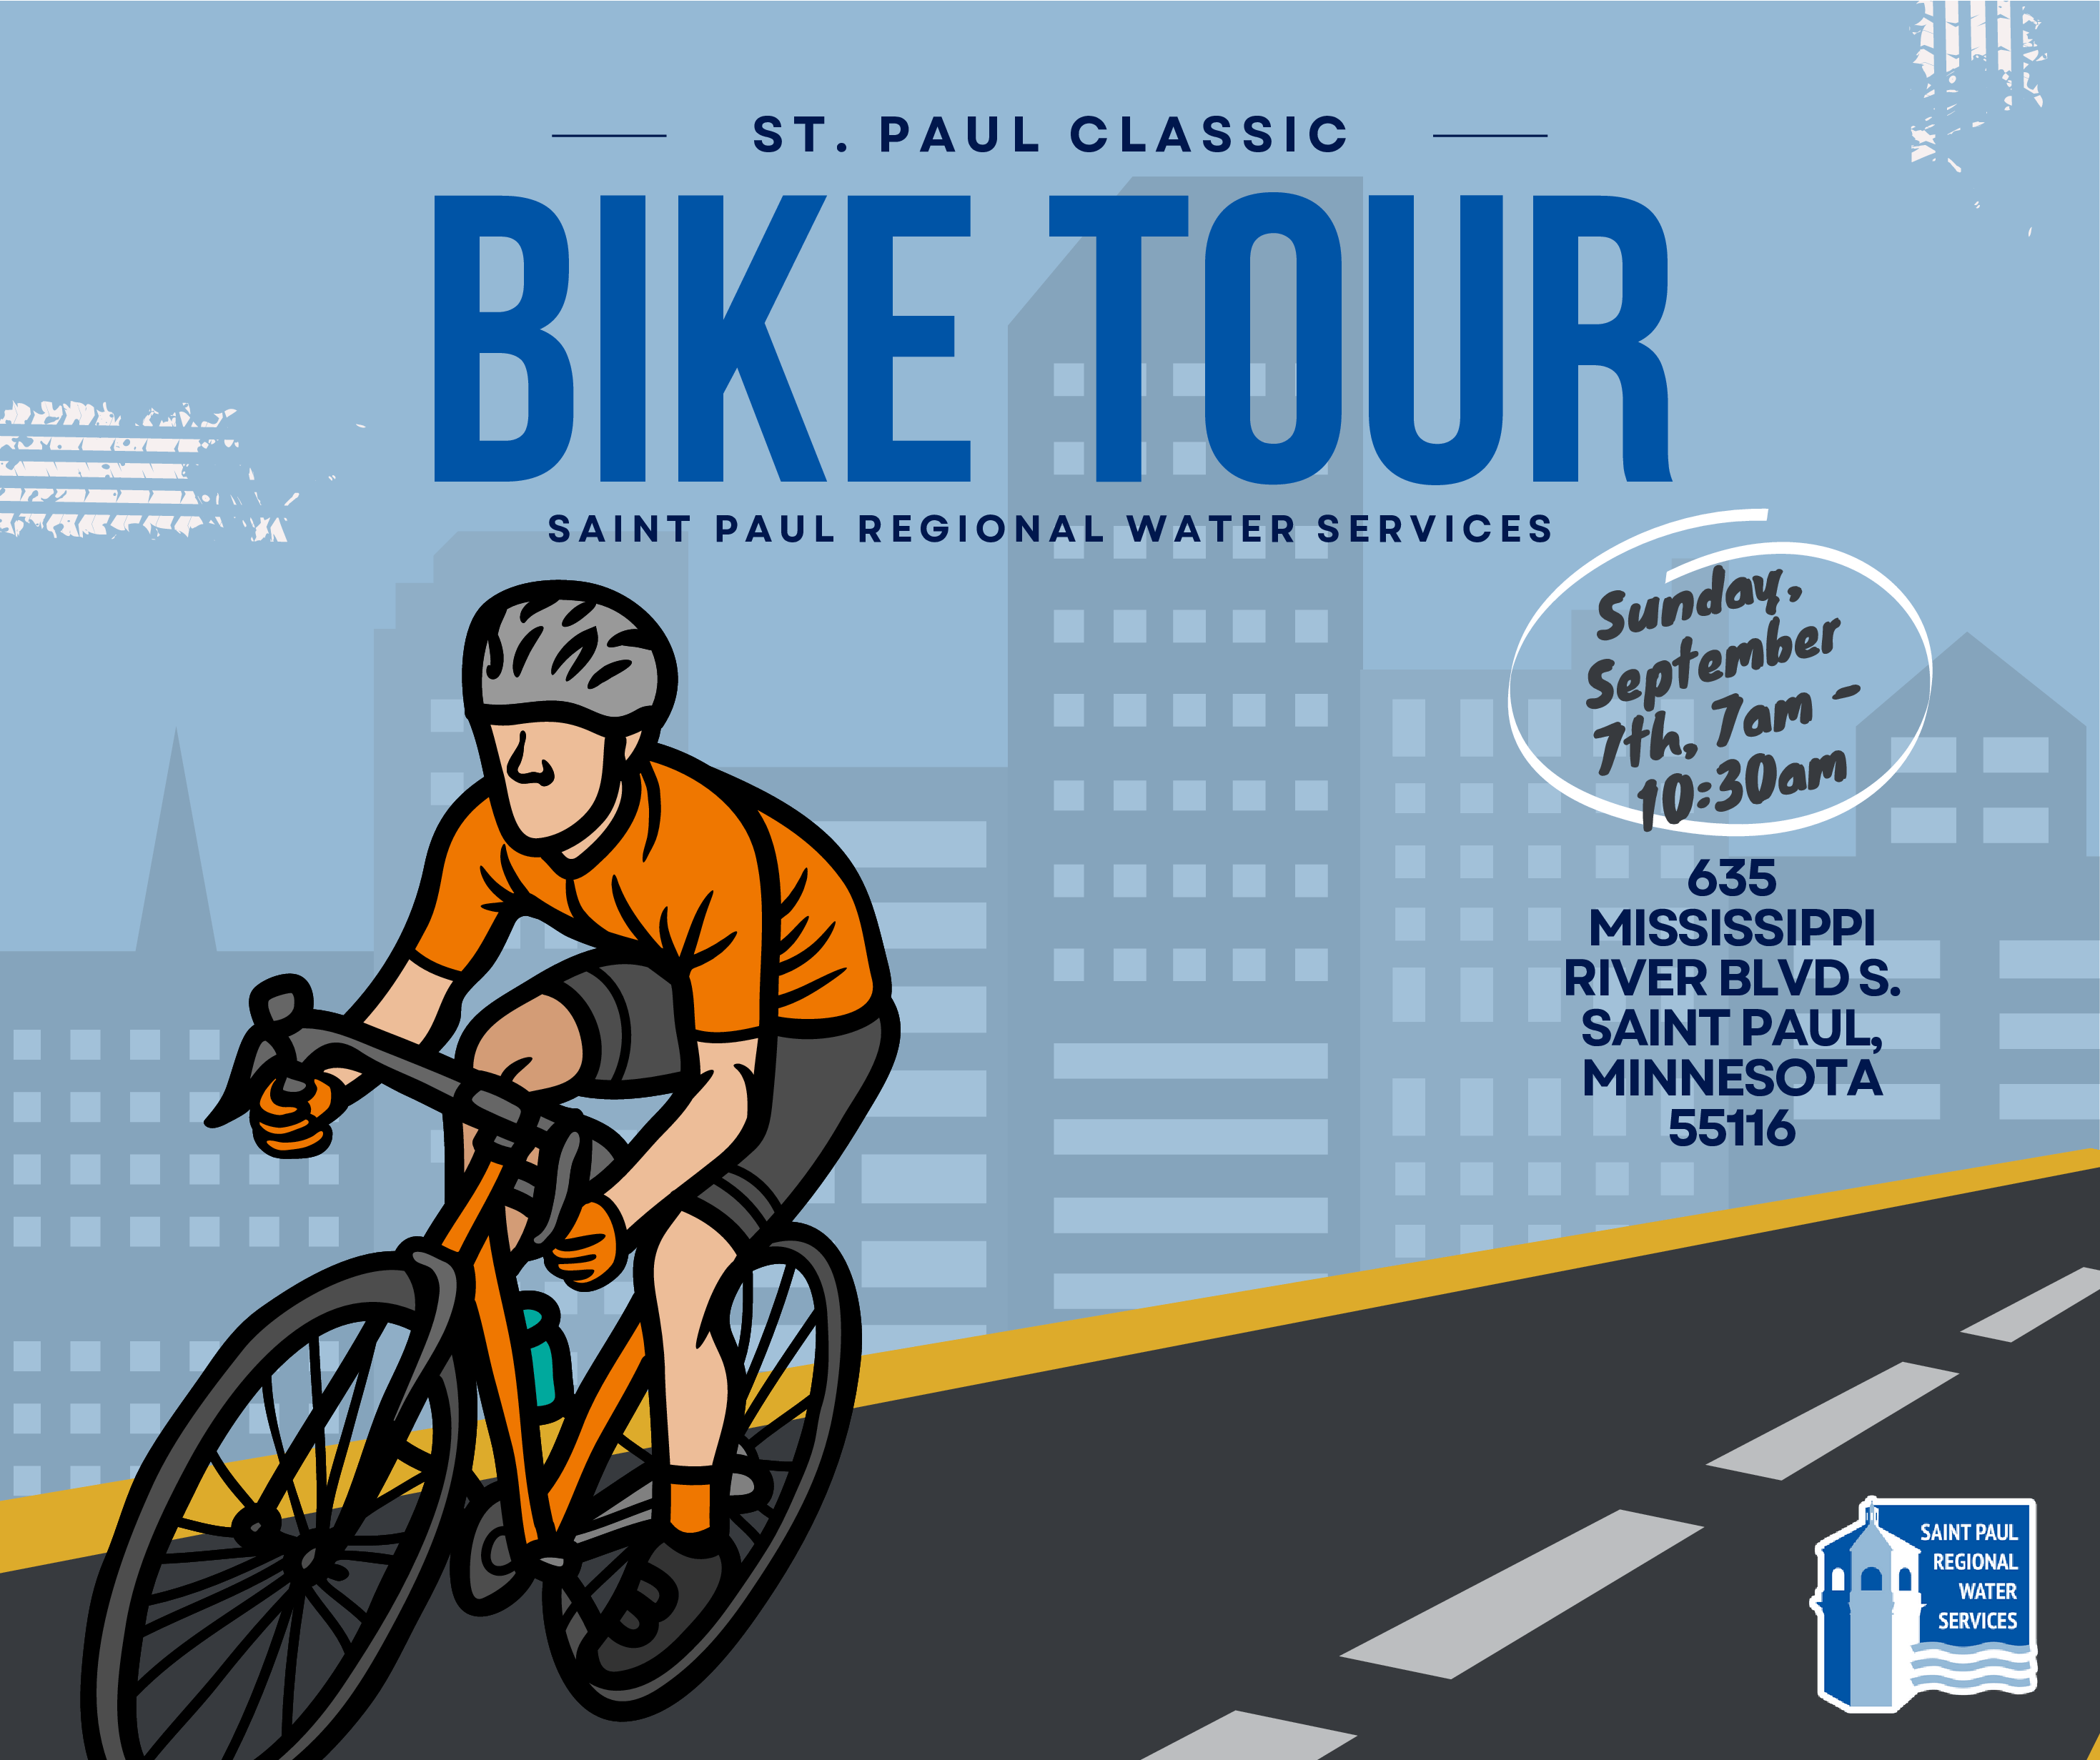 ST. PAUL CLASSIC
BIKE TOUR
SAINT PAUL REGIONAL WATER SERVICES
Sunday,
September
7th, 7am -
10:30am
635
MISSISSIPPI
RIVER BLVD S.
SAINT PAUL,
MINNESOTA
55116
SAINT PAUL
REGIONAL
WATER
SERVICES